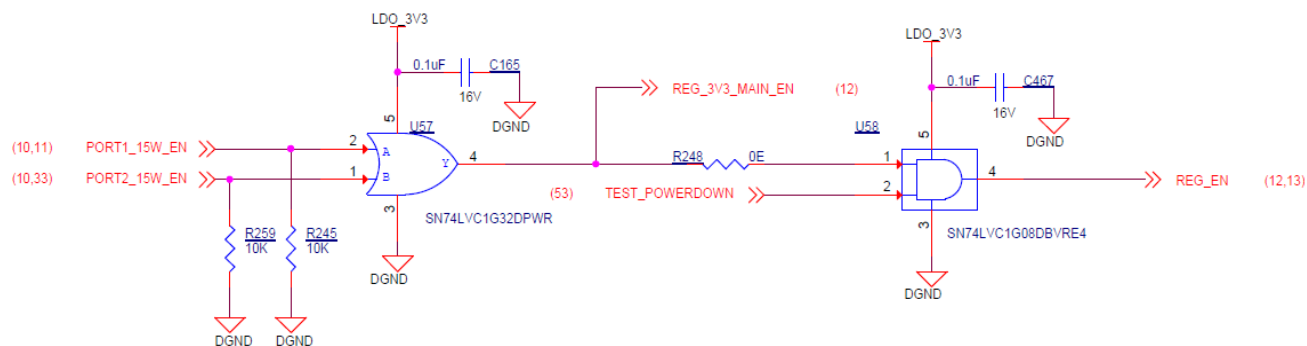 LDO_3V3
LDO_3V3
0.1uF C165
16V
DGND
5
U57
REG_3V3_MAIN_EN (12)
0.1uF C467
16V
DGND
U58
5
(10,11) PORT1_15W_EN
2 A
Y 4
(10,33) PORT2_15W_EN
1 B
R248 0E
1
(53) TEST_POWERDOWN
2
4
REG_EN (12,13)
3
SN74LVC1G32DPWR
3
SN74LVC1G08DBVRE4
R259
10K
R245
10K
DGND
DGND
DGND
DGND